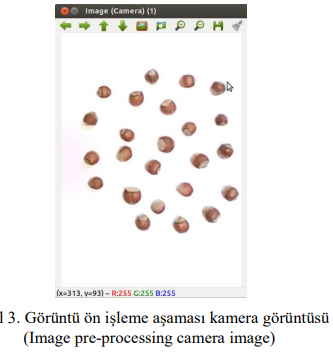 Image (Camera) (1)
(x=313, y=93) ~ R:255 G:255 B:255
13. Görüntü ön işleme aşaması kamera görüntüsü
(Image pre-processing camera image)